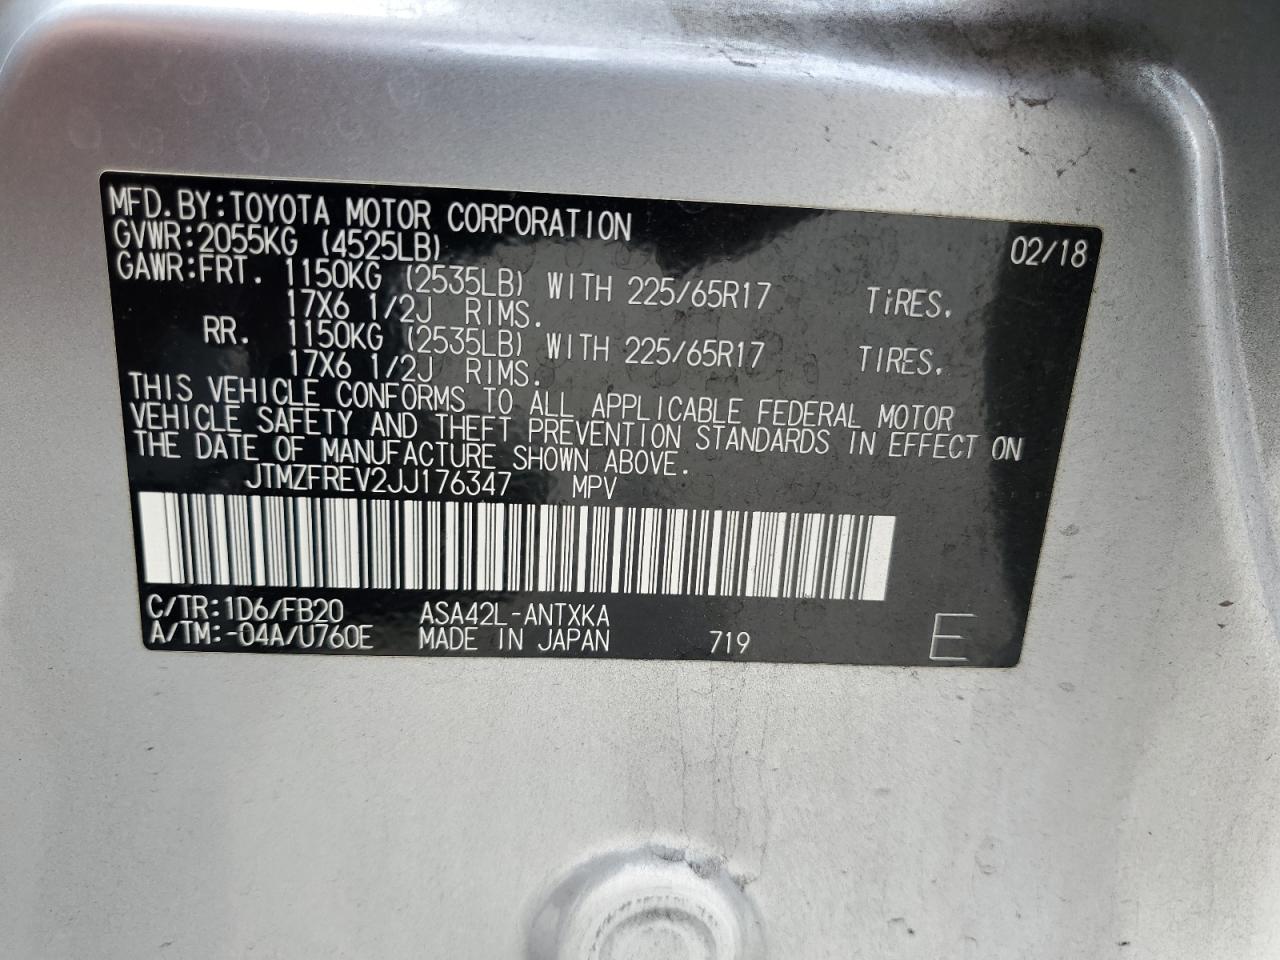 MFD.BY:TOYOTA MOTOR CORPORATION 02/18
GVWR:2055KG (4525LB)
GAWR:FRT. 1150KG (2535LB) WITH 225/65R17 TIRES.
17X6 1/2J RIMS.
RR. 1150KG (2535LB) WITH 225/65R17 TIRES.
17X6 1/2J RIMS.
THIS VEHICLE CONFORMS TO ALL APPLICABLE FEDERAL MOTOR
VEHICLE SAFETY AND THEFT PREVENTION STANDARDS IN EFFECT ON
THE DATE OF MANUFACTURE SHOWN ABOVE.
JTMZFREV2JJ176347 MPV
C/TR:1D6/FB20 ASA42L-ANTXKA
A/TM:-04A/U760E MADE IN JAPAN 719 E